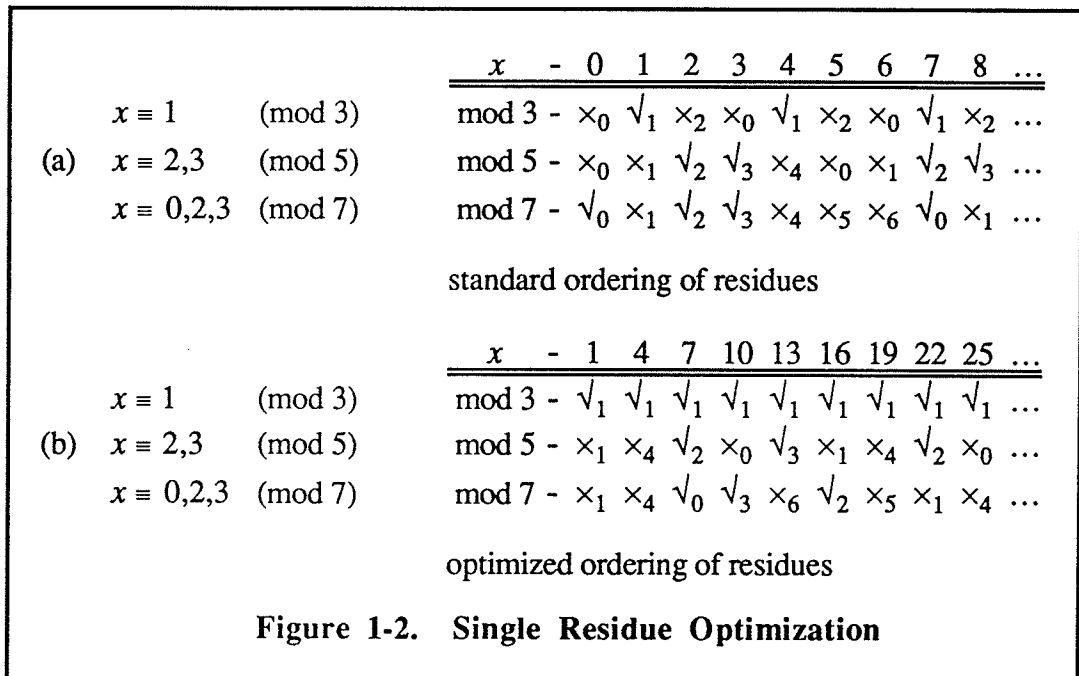 x - 0 1 2 3 4 5 6 7 8 ...
x ≡ 1 (mod 3) mod 3 - ×₀ √₁ ×₂ ×₀ √₁ ×₂ ×₀ √₁ ×₂ ...
(a) x ≡ 2,3 (mod 5) mod 5 - ×₀ ×₁ √₂ √₃ ×₄ ×₀ ×₁ √₂ √₃ ...
x ≡ 0,2,3 (mod 7) mod 7 - √₀ ×₁ √₂ √₃ ×₄ ×₅ ×₆ √₀ ×₁ ...
standard ordering of residues
x - 1 4 7 10 13 16 19 22 25 ...
x ≡ 1 (mod 3) mod 3 - √₁ √₁ √₁ √₁ √₁ √₁ √₁ √₁ √₁ ...
(b) x ≡ 2,3 (mod 5) mod 5 - ×₁ ×₄ √₂ ×₀ √₃ ×₁ ×₄ √₂ ×₀ ...
x ≡ 0,2,3 (mod 7) mod 7 - ×₁ ×₄ √₀ √₃ ×₆ √₂ ×₅ ×₁ ×₄ ...
optimized ordering of residues
Figure 1-2. Single Residue Optimization